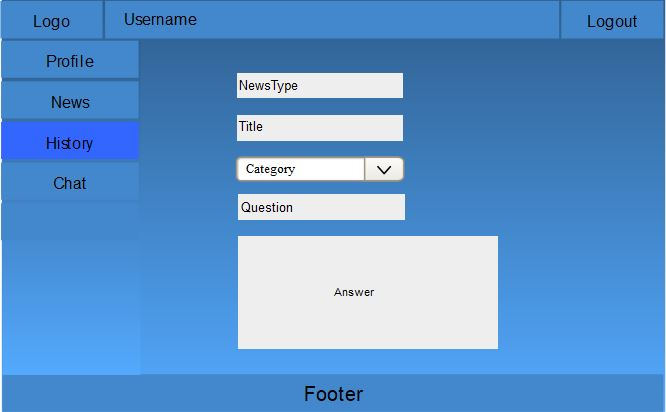 Logo
Username
Logout
Profile
News
History
Chat
NewsType
Title
Category
Question
Answer
Footer